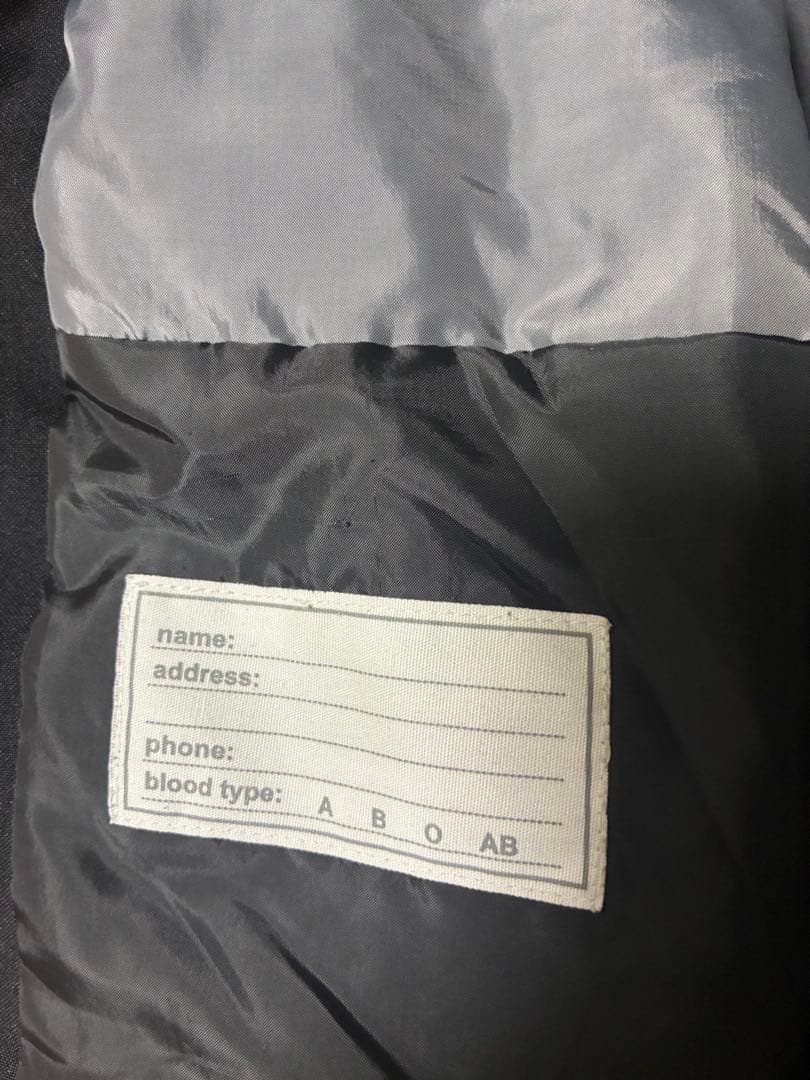 name:
address:
phone:
blood type: A B O AB